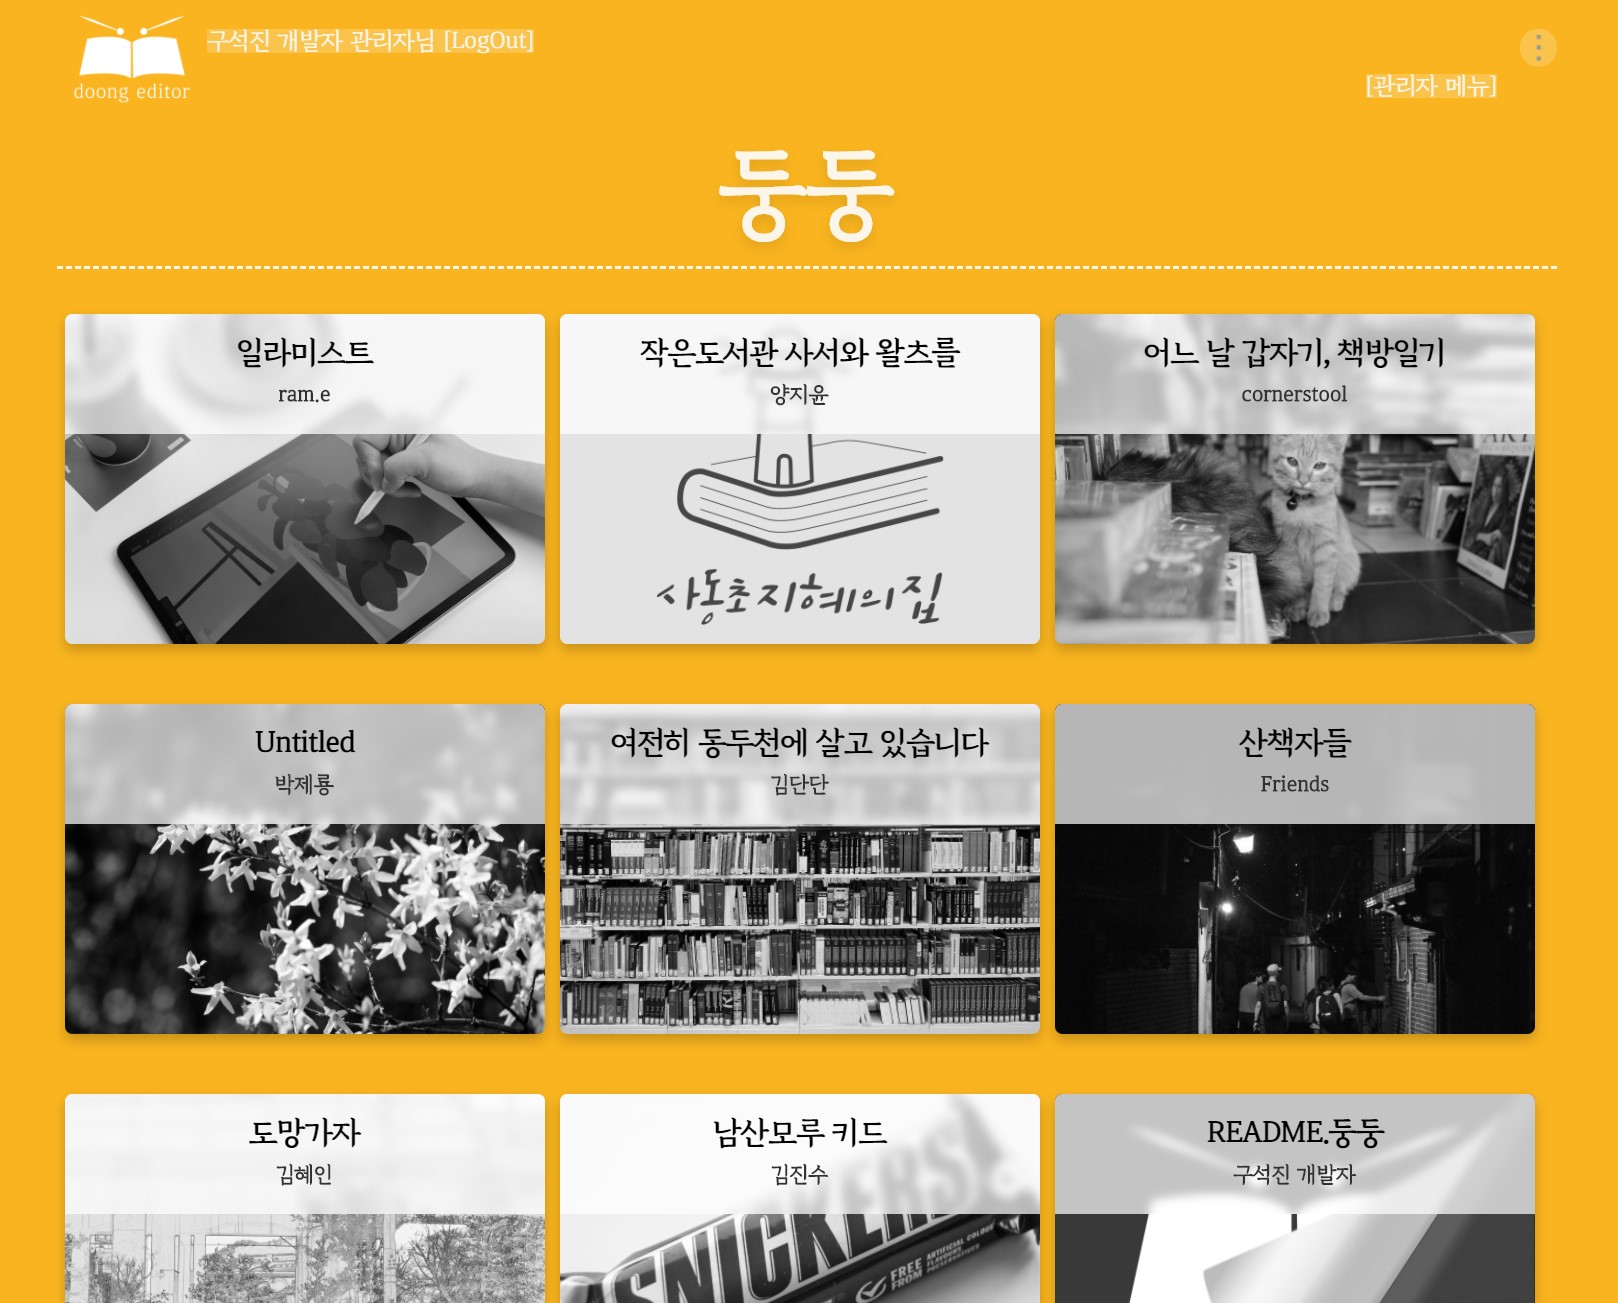 구석진 개발자 관리자님 [LogOut]
doong editor
[관리자 메뉴]
둥둥
일라미스트
ram.e
작은도서관 사서와 왈츠를
양지윤
사동초 지혜의 집
어느 날 갑자기, 책방일기
cornerstool
Untitled
박제룡
여전히 동두천에 살고 있습니다
김단단
산책자들
Friends
도망가자
김혜인
남산모루 키드
김진수
SNICKERS
FREE FROM
ARTIFICIAL COLOURS
FLAVOURS
PRESERVATIVES
README.둥둥
구석진 개발자